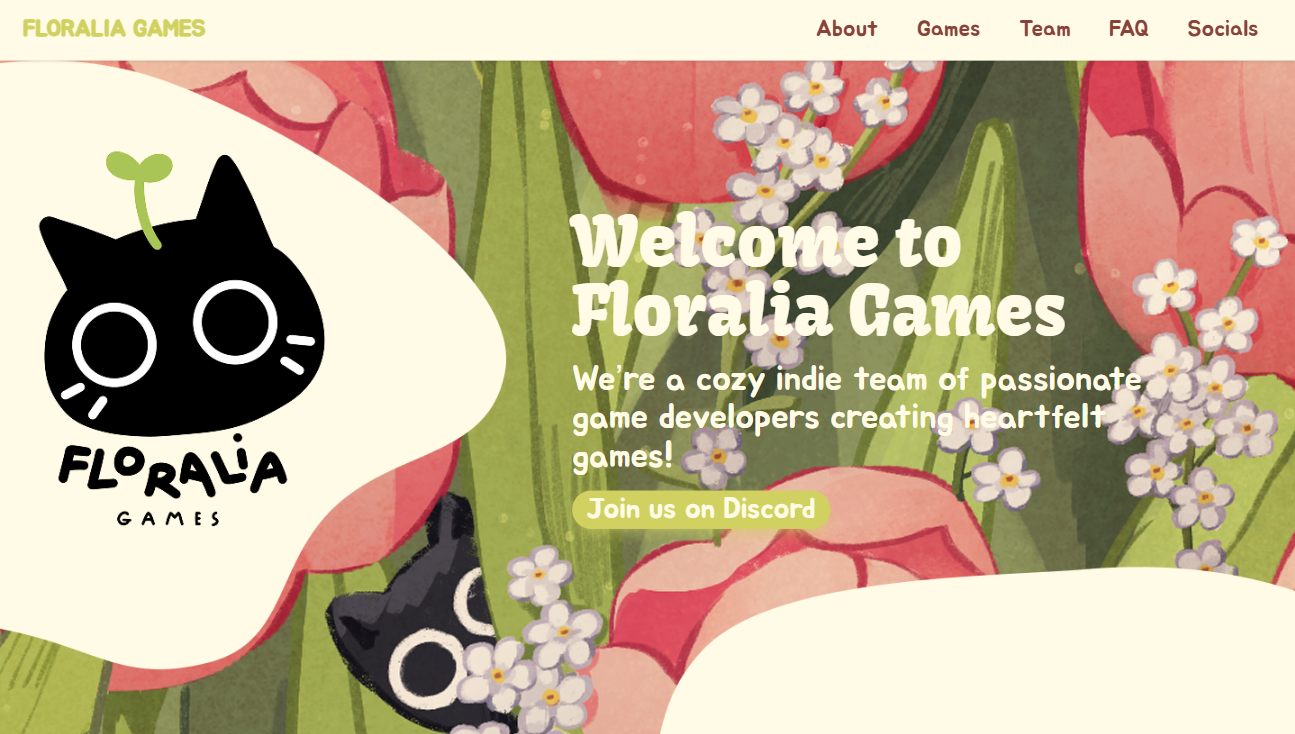 FLORALIA GAMES
About Games Team FAQ Socials
FLORALiA
GAMES
Welcome to
Floralia Games
We're a cozy indie team of passionate
game developers creating heartfelt
games!
Join us on Discord